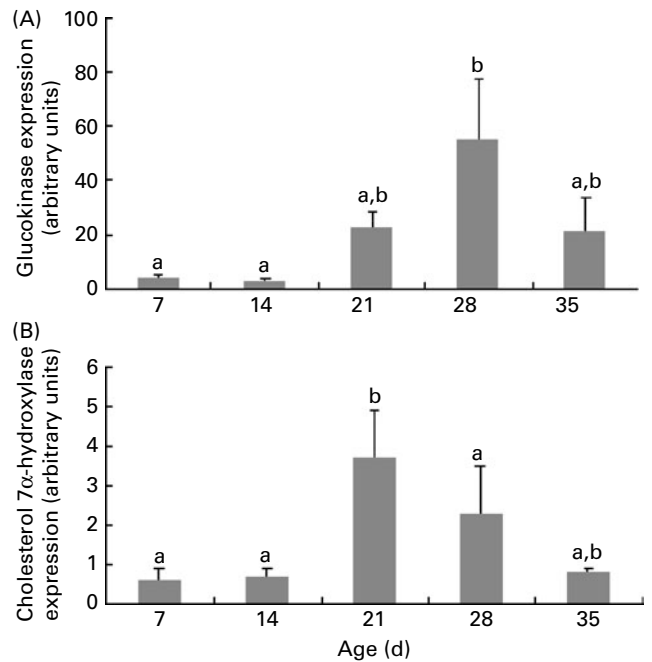 (A)
Glucokinase expression
(arbitrary units)
100
80
60
40
20
0
a
a
a,b
b
a,b
7 14 21 28 35
(B)
Cholesterol 7α-hydroxylase
expression (arbitrary units)
6
5
4
3
2
1
0
a
a
b
a
a,b
7 14 21 28 35
Age (d)